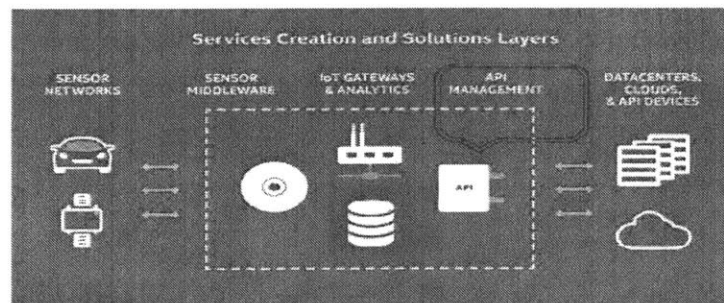 Services Creation and Solutions Layers
SENSOR
NETWORKS
SENSOR
MIDDLEWARE
IoT GATEWAYS
& ANALYTICS
API
MANAGEMENT
DATACENTERS,
CLOUDS,
& API DEVICES
API